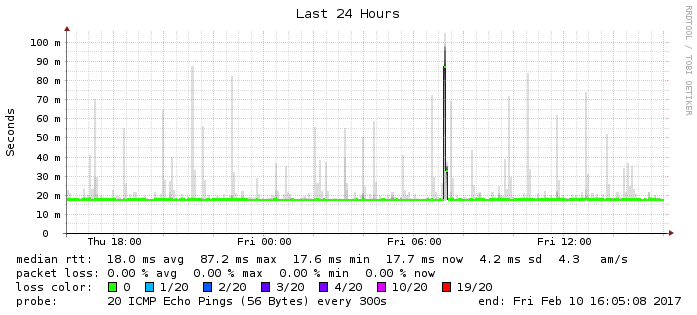 Last 24 Hours
RRDTOOL / TOBI OETIKER
Seconds
100 m
90 m
80 m
70 m
60 m
50 m
40 m
30 m
20 m
10 m
0
Thu 18:00 Fri 00:00 Fri 06:00 Fri 12:00
median rtt: 18.0 ms avg 87.2 ms max 17.6 ms min 17.7 ms now 4.2 ms sd 4.3 am/s
packet loss: 0.00 % avg 0.00 % max 0.00 % min 0.00 % now
loss color: 0 1/20 2/20 3/20 4/20 10/20 19/20
probe: 20 ICMP Echo Pings (56 Bytes) every 300s end: Fri Feb 10 16:05:08 2017